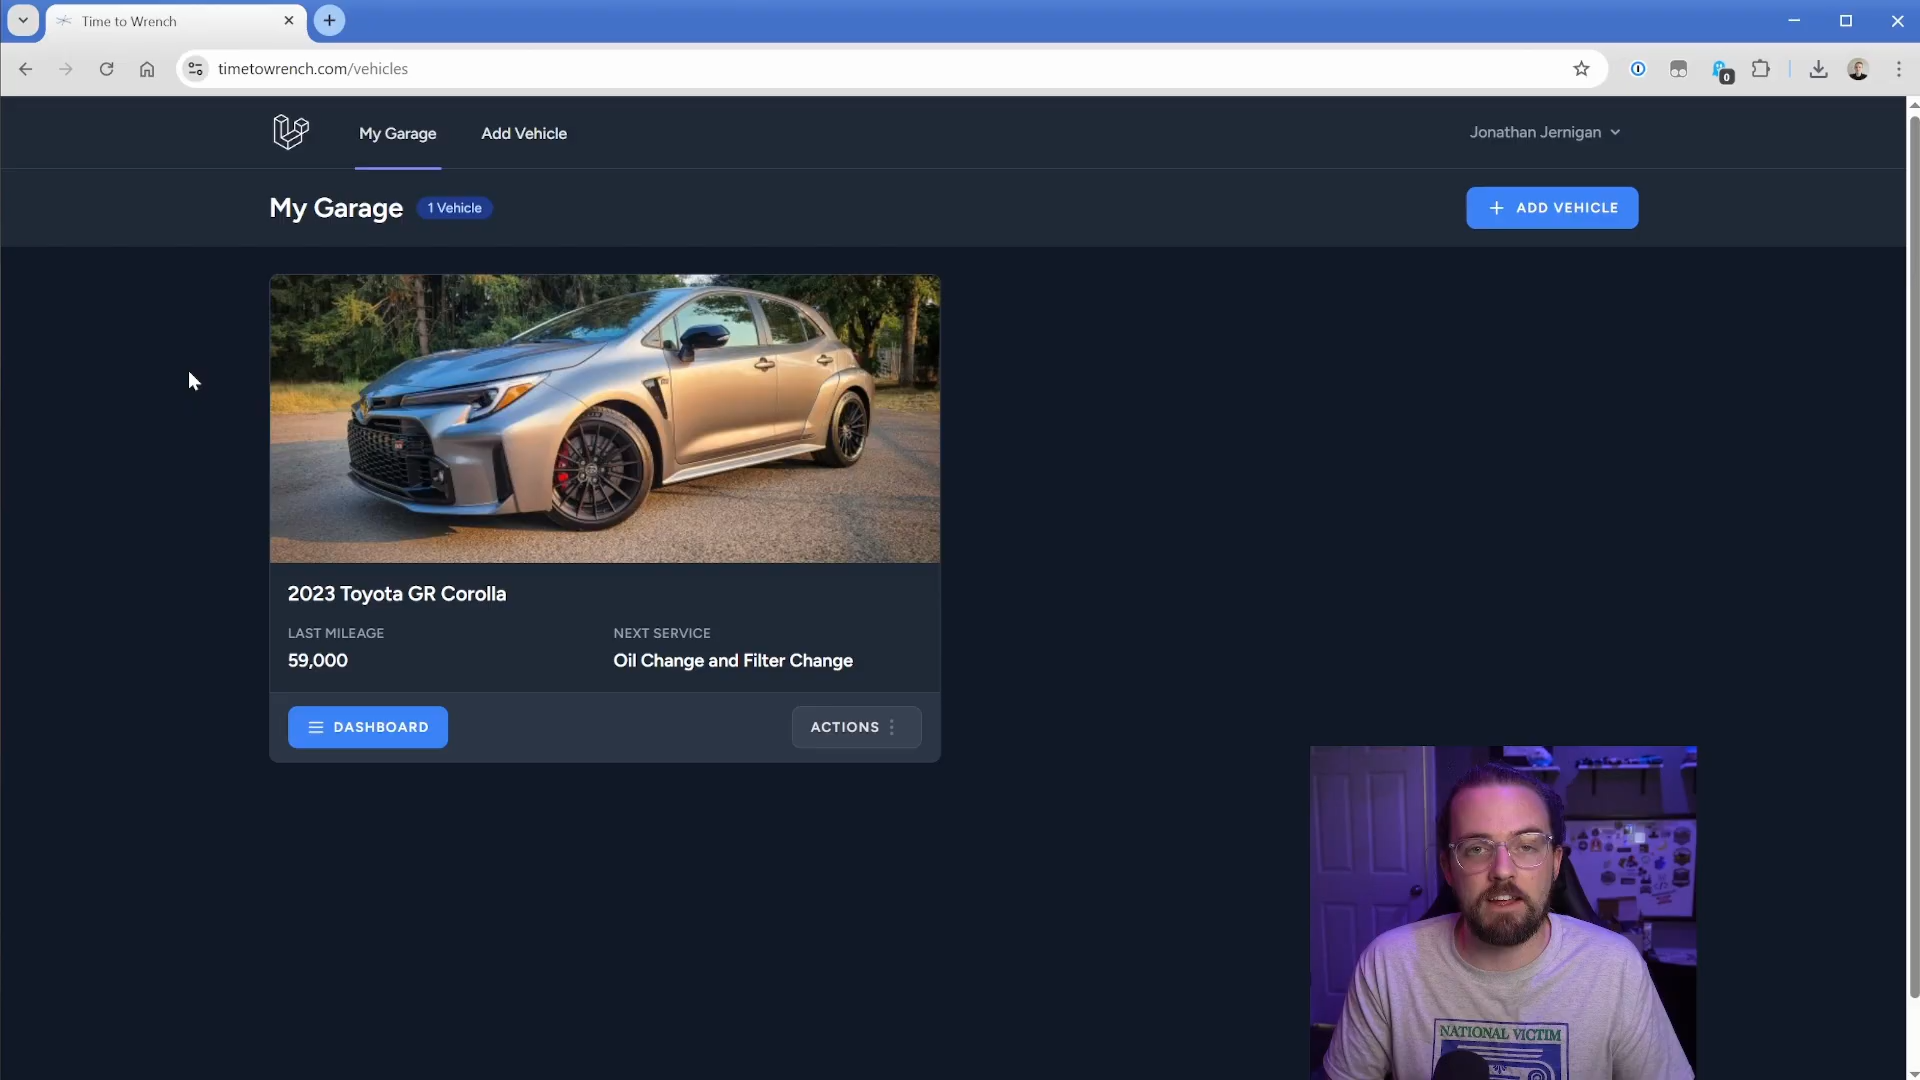 Time to Wrench
timetowrench.com/vehicles
0
My Garage
Add Vehicle
Jonathan Jernigan
My Garage
1 Vehicle
+ ADD VEHICLE
2023 Toyota GR Corolla
LAST MILEAGE
NEXT SERVICE
59,000
Oil Change and Filter Change
DASHBOARD
ACTIONS
NATIONAL VICTIM